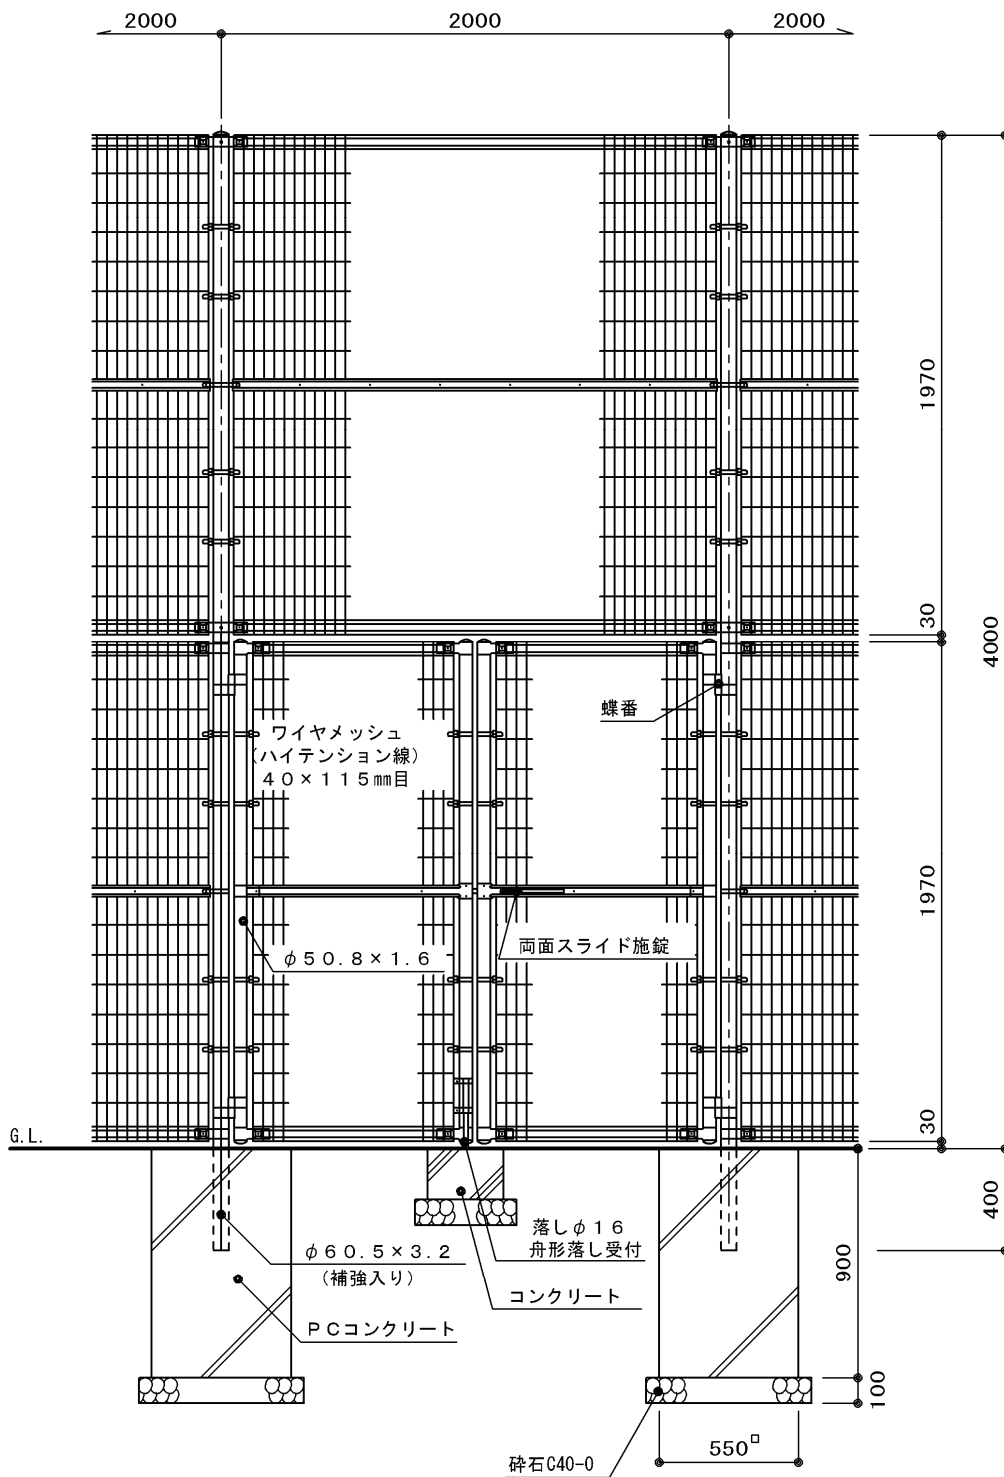 2000
2000
2000
1970
30
4000
蝶番
ワイヤメッシュ
(ハイテンション線)
40×115㎜目
1970
両面スライド施錠
φ50.8×1.6
30
G.L.
400
落しφ16
舟形落し受付
φ60.5×3.2
(補強入り)
900
コンクリート
PCコンクリート
100
550□
砕石C40-0